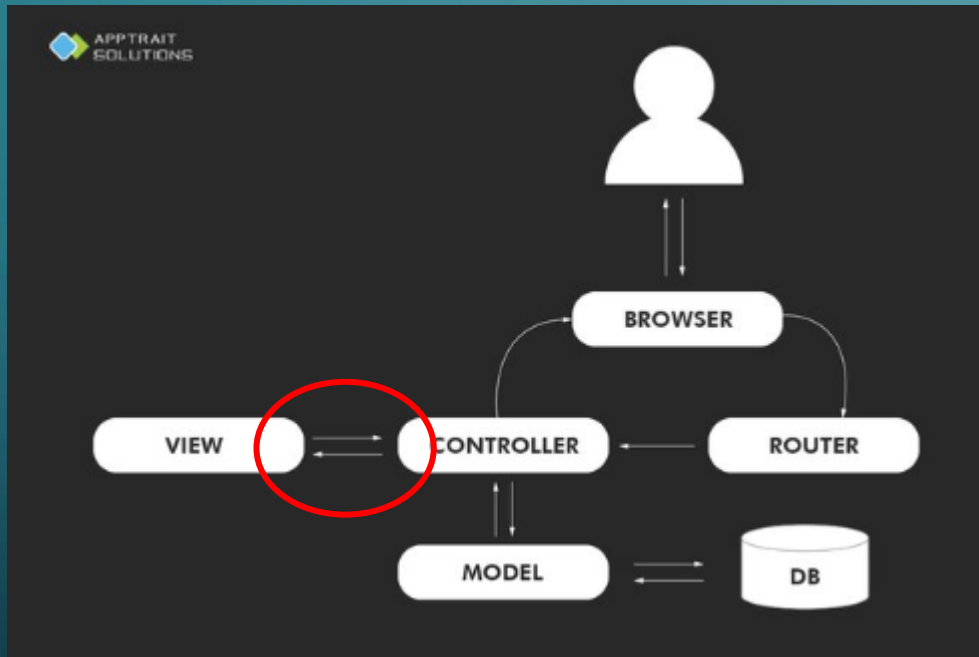 APPTRAIT
SOLUTIONS
BROWSER
VIEW
CONTROLLER
ROUTER
MODEL
DB